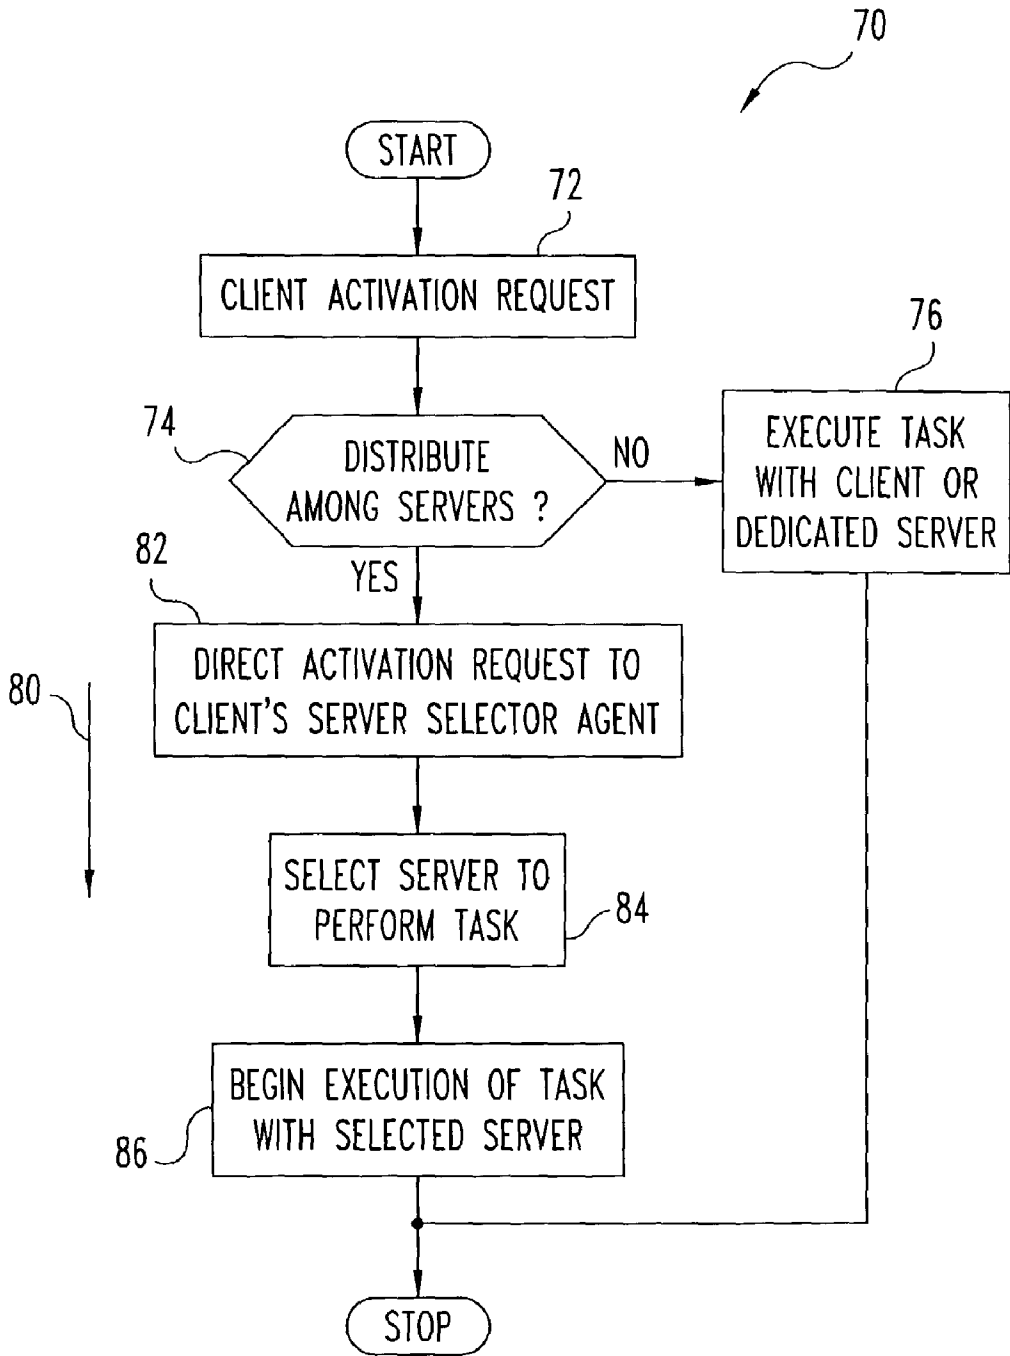 70
START
72
CLIENT ACTIVATION REQUEST
76
EXECUTE TASK
WITH CLIENT OR
DEDICATED SERVER
74
DISTRIBUTE
AMONG SERVERS ?
NO
YES
82
DIRECT ACTIVATION REQUEST TO
CLIENT'S SERVER SELECTOR AGENT
80
SELECT SERVER TO
PERFORM TASK
84
BEGIN EXECUTION OF TASK
WITH SELECTED SERVER
86
STOP